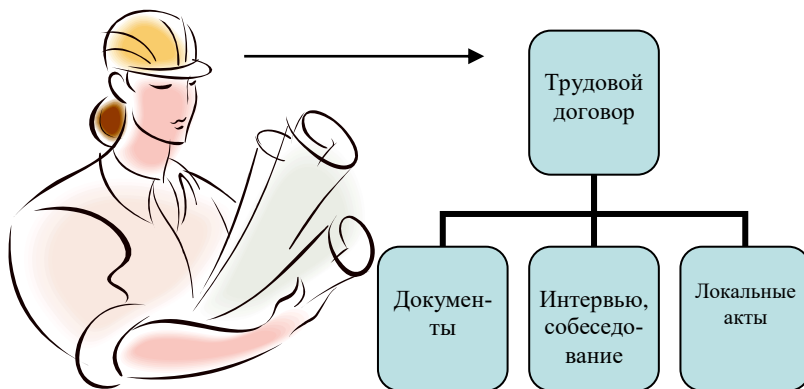 Трудовой
договор
Докумен-
ты
Интервью,
собеседо-
вание
Локальные
акты